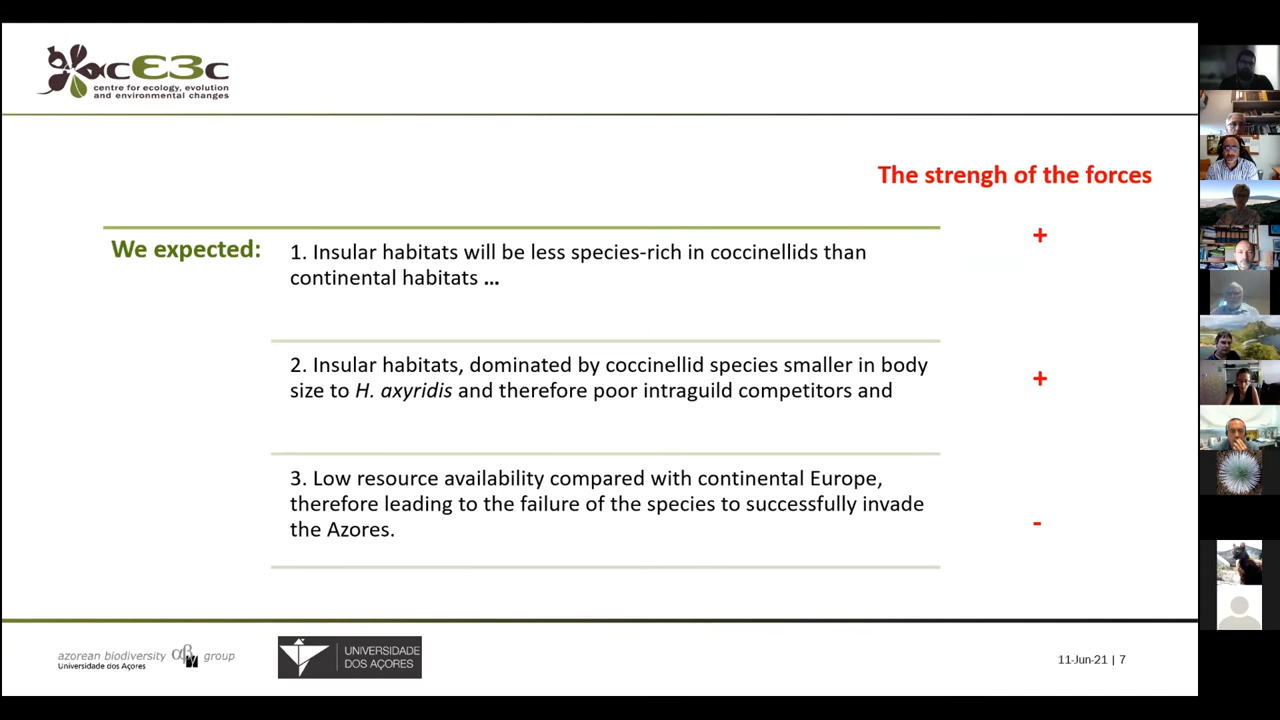 cE3c
centre for ecology, evolution
and environmental changes
The strengh of the forces
We expected:
1. Insular habitats will be less species-rich in coccinellids than
continental habitats ...
+
2. Insular habitats, dominated by coccinellid species smaller in body
size to H. axyridis and therefore poor intraguild competitors and
+
3. Low resource availability compared with continental Europe,
therefore leading to the failure of the species to successfully invade
the Azores.
-
azorean biodiversity group
Universidade dos Açores
UNIVERSIDADE
DOS AÇORES
11-Jun-21 | 7